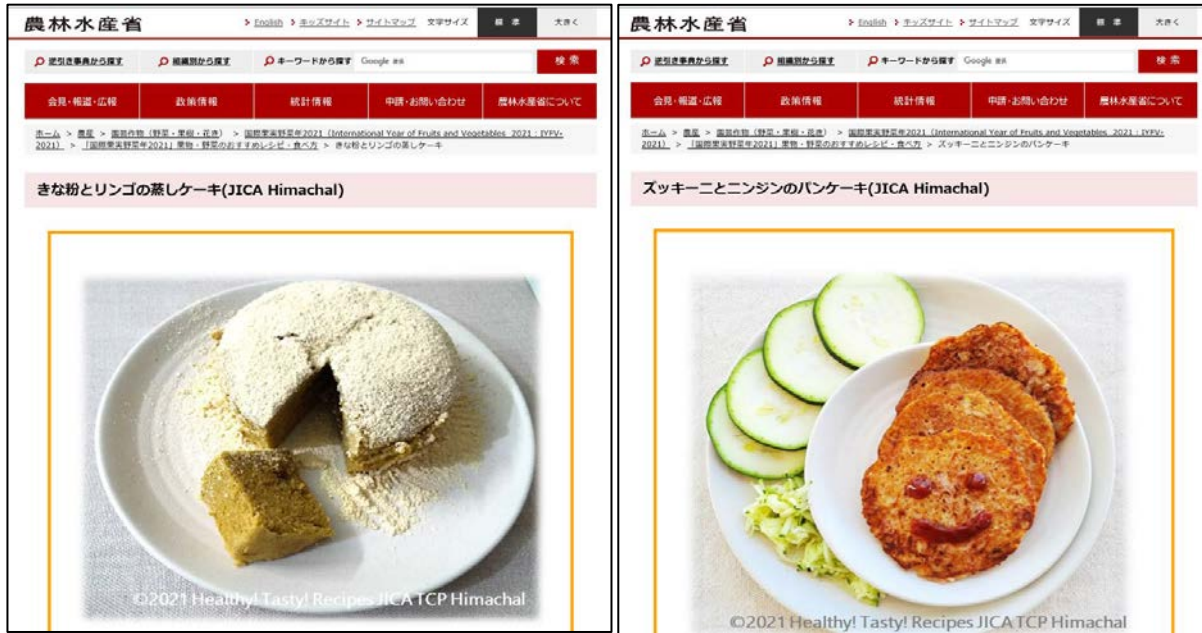 農林水産省
English キッズサイト サイトマップ 文字サイズ 標準 大きく
逆引き事典から探す 組織別から探す キーワードから探す Google 検索
検索
会見・報道・広報 政策情報 統計情報 申請・お問い合わせ 農林水産省について
ホーム > 農産 > 園芸作物（野菜・果樹・花き） > 国際果実野菜年2021（International Year of Fruits and Vegetables 2021：IYFV-
2021） > 「国際果実野菜年2021」果物・野菜のおすすめレシピ・食べ方 > きな粉とリンゴの蒸しケーキ
きな粉とリンゴの蒸しケーキ(JICA Himachal)
©2021 Healthy! Tasty! Recipes JICA TCP Himachal
農林水産省
English キッズサイト サイトマップ 文字サイズ 標準 大きく
逆引き事典から探す 組織別から探す キーワードから探す Google 検索
検索
会見・報道・広報 政策情報 統計情報 申請・お問い合わせ 農林水産省について
ホーム > 農産 > 園芸作物（野菜・果樹・花き） > 国際果実野菜年2021（International Year of Fruits and Vegetables 2021：IYFV-
2021） > 「国際果実野菜年2021」果物・野菜のおすすめレシピ・食べ方 > ズッキーニとニンジンのパンケーキ
ズッキーニとニンジンのパンケーキ(JICA Himachal)
©2021 Healthy! Tasty! Recipes JICA TCP Himachal